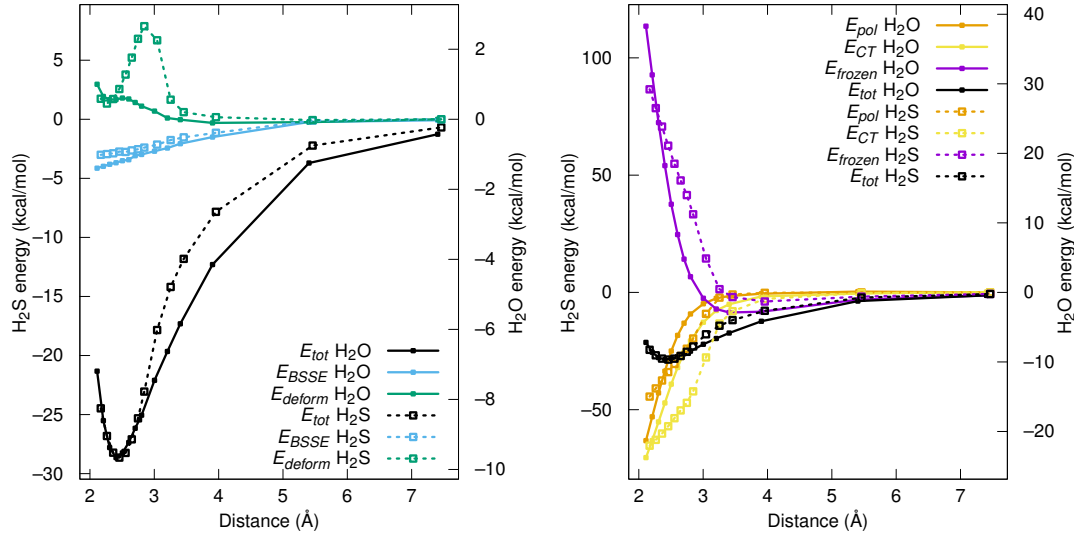 5
0
−5
−10
−15
−20
−25
−30
2
0
−2
−4
−6
−8
−10
2
3
4
5
6
7
H2S energy (kcal/mol)
H2O energy (kcal/mol)
Distance (Å)
Etot H2O
EBSSE H2O
Edeform H2O
Etot H2S
EBSSE H2S
Edeform H2S
100
50
0
−50
40
30
20
10
0
−10
−20
2
3
4
5
6
7
H2S energy (kcal/mol)
H2O energy (kcal/mol)
Distance (Å)
Epol H2O
ECT H2O
Efrozen H2O
Etot H2O
Epol H2S
ECT H2S
Efrozen H2S
Etot H2S